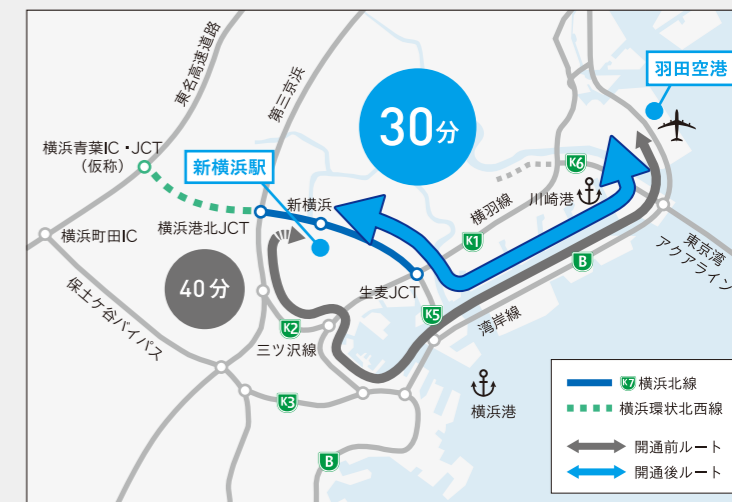 東名高速道路
第三京浜
羽田空港
30分
横浜青葉IC・JCT
(仮称)
新横浜駅
K6
川崎港
新横浜
横羽線
横浜港北JCT
横浜町田IC
K1
東京湾
アクアライン
B
40分
生麦JCT
保土ケ谷バイパス
K5
湾岸線
K2
三ツ沢線
K3
横浜港
B
K7 横浜北線
横浜環状北西線
開通前ルート
開通後ルート